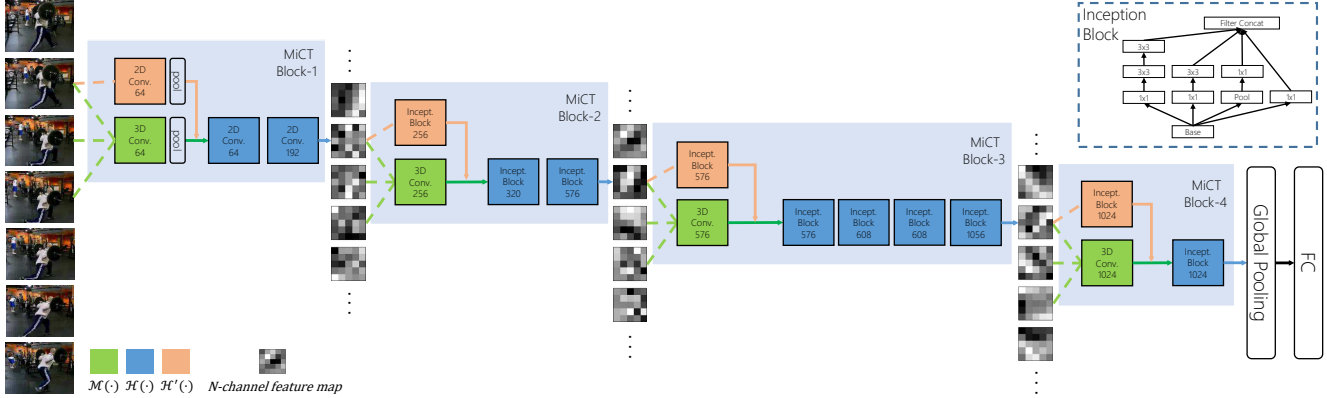 MiCT
Block-1
2D
Conv.
64
pool
3D
Conv.
64
pool
2D
Conv.
64
2D
Conv.
192
MiCT
Block-2
Incept.
Block
256
3D
Conv.
256
Incept.
Block
320
Incept.
Block
576
MiCT
Block-3
Incept.
Block
576
3D
Conv.
576
Incept.
Block
576
Incept.
Block
608
Incept.
Block
608
Incept.
Block
1056
MiCT
Block-4
Incept.
Block
1024
3D
Conv.
1024
Incept.
Block
1024
Global Pooling
FC
Inception
Block
Filter Concat
3x3
3x3
3x3
1x1
1x1
1x1
Pool
1x1
Base
ℳ(·)
ℋ(·)
ℋ′(·)
N-channel feature map